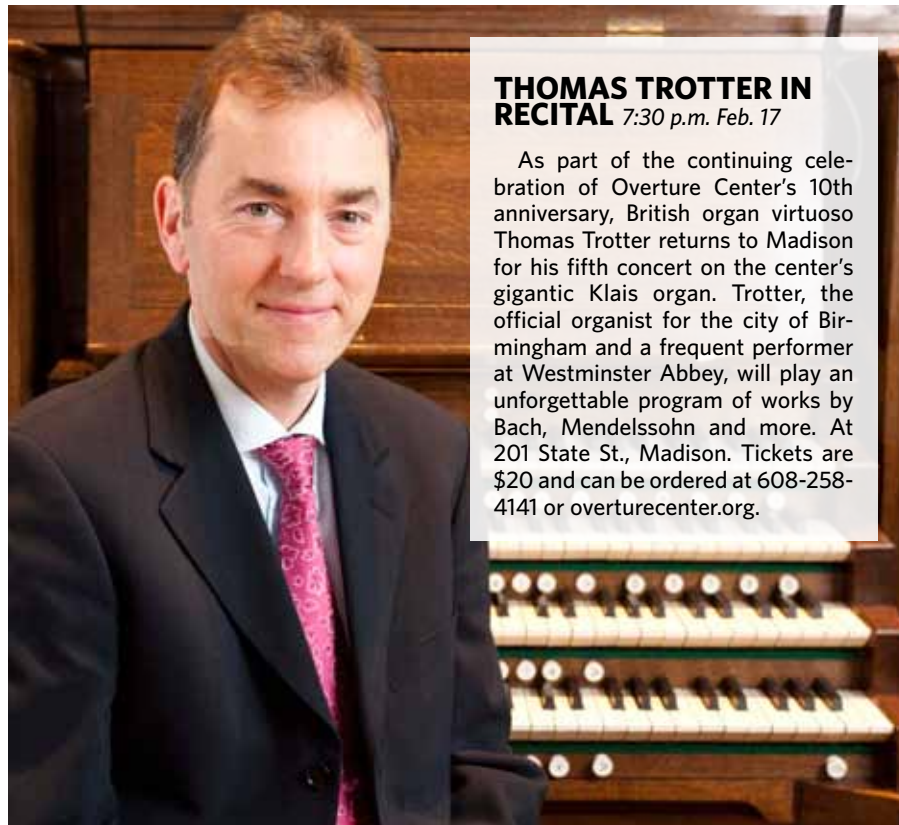 THOMAS TROTTER IN
RECITAL 7:30 p.m. Feb. 17
As part of the continuing cele-
bration of Overture Center's 10th
anniversary, British organ virtuoso
Thomas Trotter returns to Madison
for his fifth concert on the center's
gigantic Klais organ. Trotter, the
official organist for the city of Bir-
mingham and a frequent performer
at Westminster Abbey, will play an
unforgettable program of works by
Bach, Mendelssohn and more. At
201 State St., Madison. Tickets are
$20 and can be ordered at 608-258-
4141 or overturecenter.org.